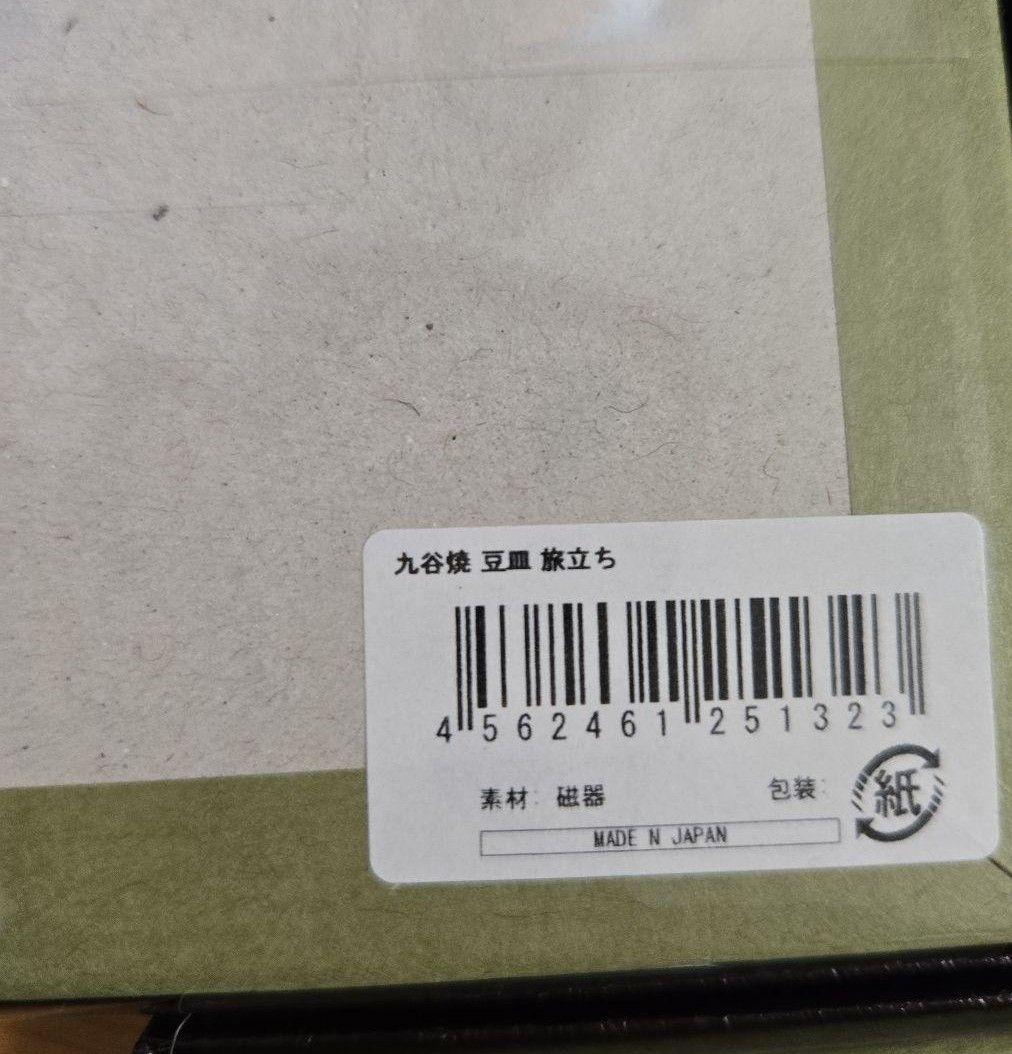 九谷焼 豆皿 旅立ち
4 562461 251323
素材: 磁器 包装: 紙
MADE N JAPAN